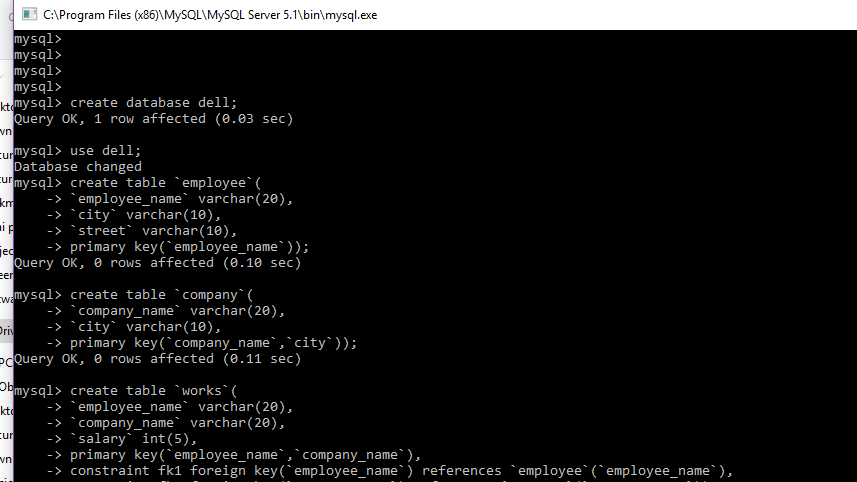 C:\Program Files (x86)\MySQL\MySQL Server 5.1\bin\mysql.exe
mysql>
mysql>
mysql>
mysql>
mysql> create database dell;
Query OK, 1 row affected (0.03 sec)
mysql> use dell;
Database changed
mysql> create table `employee`(
    -> `employee_name` varchar(20),
    -> `city` varchar(10),
    -> `street` varchar(10),
    -> primary key(`employee_name`));
Query OK, 0 rows affected (0.10 sec)
mysql> create table `company`(
    -> `company_name` varchar(20),
    -> `city` varchar(10),
    -> primary key(`company_name`,`city`));
Query OK, 0 rows affected (0.11 sec)
mysql> create table `works`(
    -> `employee_name` varchar(20),
    -> `company_name` varchar(20),
    -> `salary` int(5),
    -> primary key(`employee_name`,`company_name`),
    -> constraint fk1 foreign key(`employee_name`) references `employee`(`employee_name`),